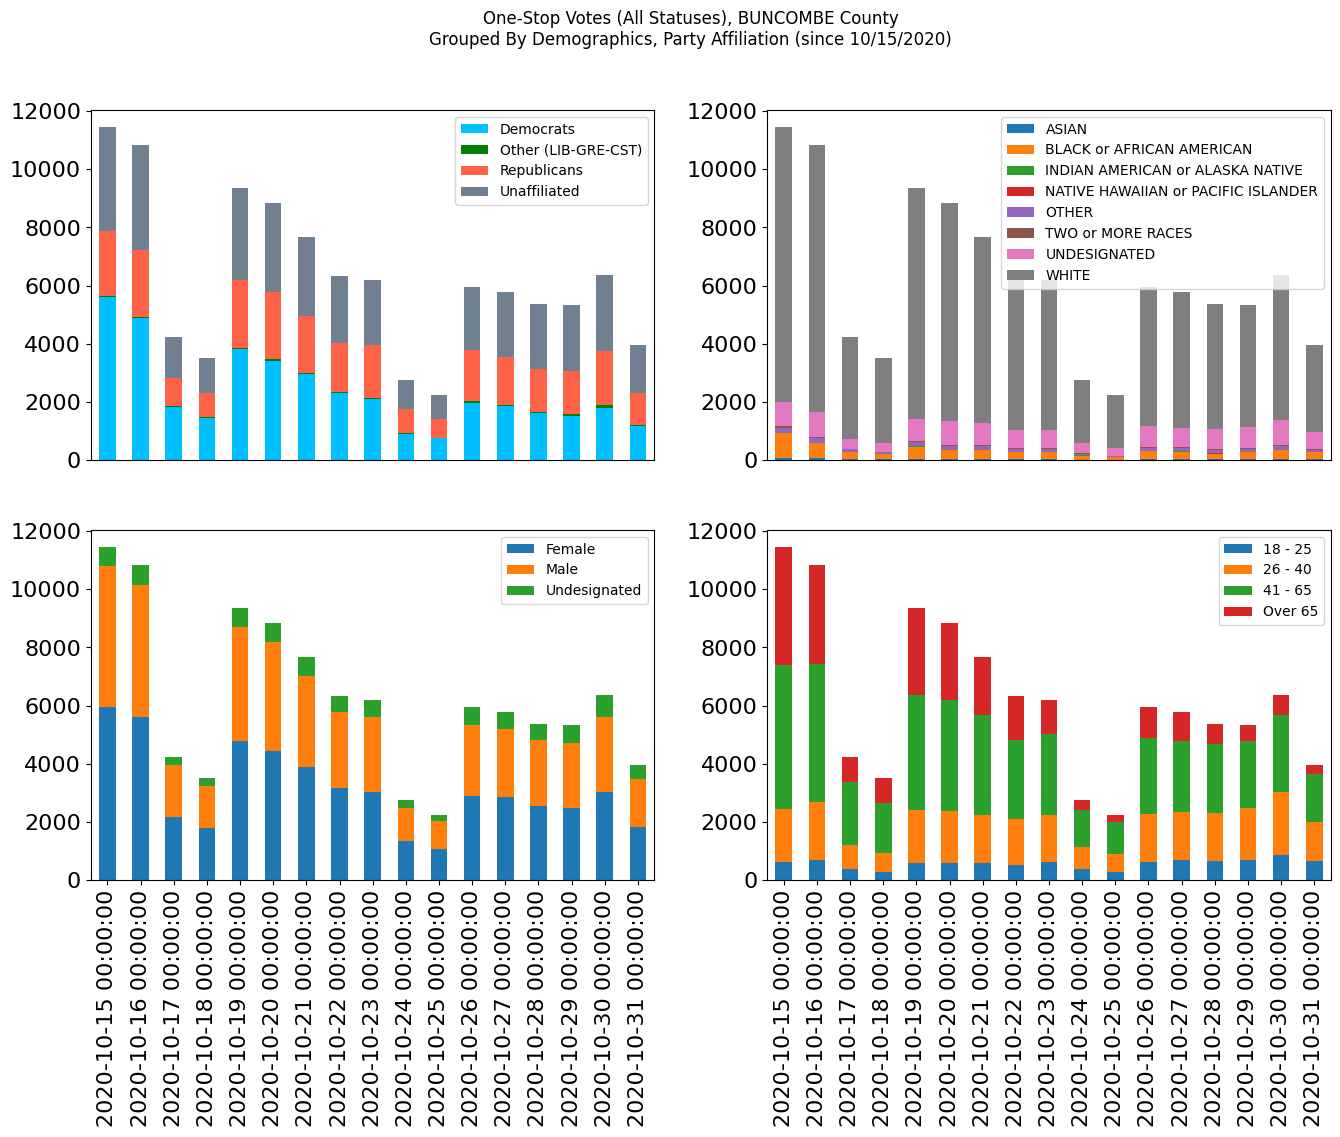 One-Stop Votes (All Statuses), BUNCOMBE County
Grouped By Demographics, Party Affiliation (since 10/15/2020)
12000
10000
8000
6000
4000
2000
0
Democrats
Other (LIB-GRE-CST)
Republicans
Unaffiliated
12000
10000
8000
6000
4000
2000
0
ASIAN
BLACK or AFRICAN AMERICAN
INDIAN AMERICAN or ALASKA NATIVE
NATIVE HAWAIIAN or PACIFIC ISLANDER
OTHER
TWO or MORE RACES
UNDESIGNATED
WHITE
12000
10000
8000
6000
4000
2000
0
Female
Male
Undesignated
2020-10-15 00:00:00
2020-10-16 00:00:00
2020-10-17 00:00:00
2020-10-18 00:00:00
2020-10-19 00:00:00
2020-10-20 00:00:00
2020-10-21 00:00:00
2020-10-22 00:00:00
2020-10-23 00:00:00
2020-10-24 00:00:00
2020-10-25 00:00:00
2020-10-26 00:00:00
2020-10-27 00:00:00
2020-10-28 00:00:00
2020-10-29 00:00:00
2020-10-30 00:00:00
2020-10-31 00:00:00
12000
10000
8000
6000
4000
2000
0
18 - 25
26 - 40
41 - 65
Over 65
2020-10-15 00:00:00
2020-10-16 00:00:00
2020-10-17 00:00:00
2020-10-18 00:00:00
2020-10-19 00:00:00
2020-10-20 00:00:00
2020-10-21 00:00:00
2020-10-22 00:00:00
2020-10-23 00:00:00
2020-10-24 00:00:00
2020-10-25 00:00:00
2020-10-26 00:00:00
2020-10-27 00:00:00
2020-10-28 00:00:00
2020-10-29 00:00:00
2020-10-30 00:00:00
2020-10-31 00:00:00